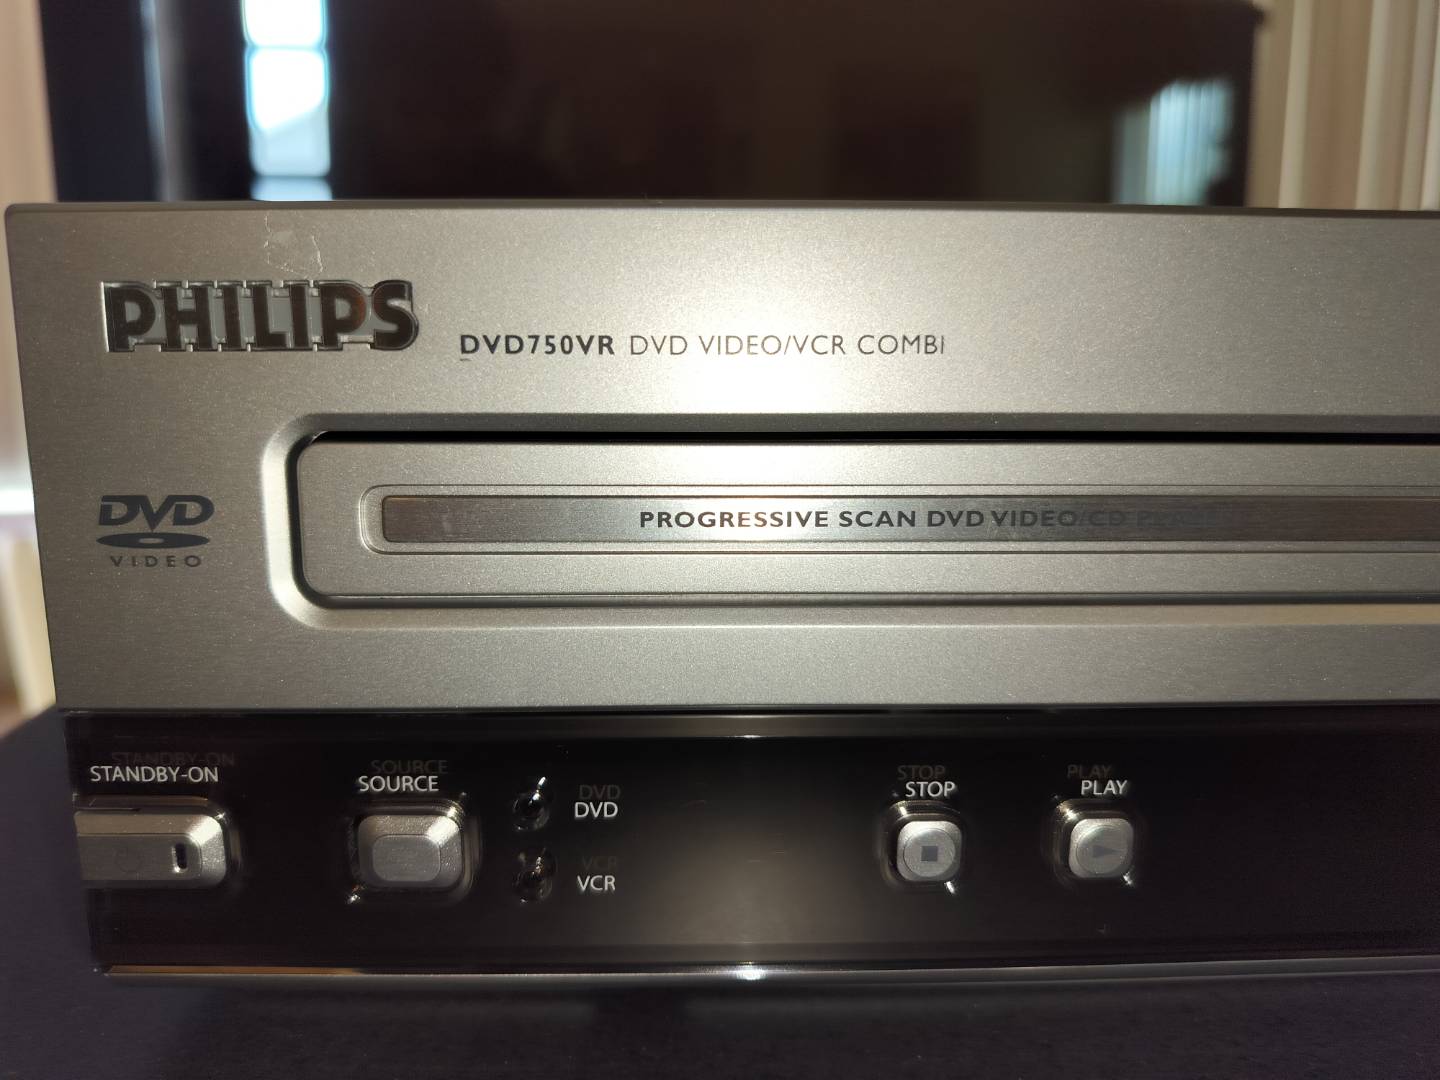 PHILIPS
DVD750VR DVD VIDEO/VCR COMBI
PROGRESSIVE SCAN DVD VIDEO/CD
DVD
VIDEO
STANDBY-ON
SOURCE
DVD
VCR
STOP
PLAY